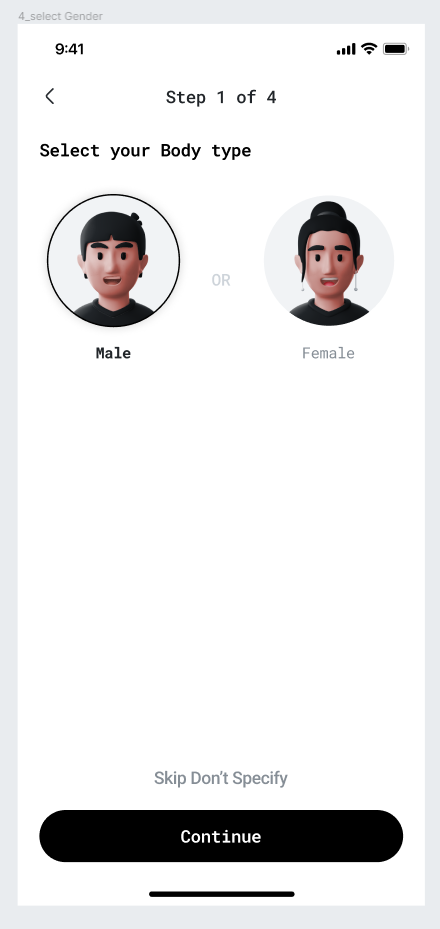 4_select Gender
9:41
Step 1 of 4
Select your Body type
OR
Male
Female
Skip Don’t Specify
Continue